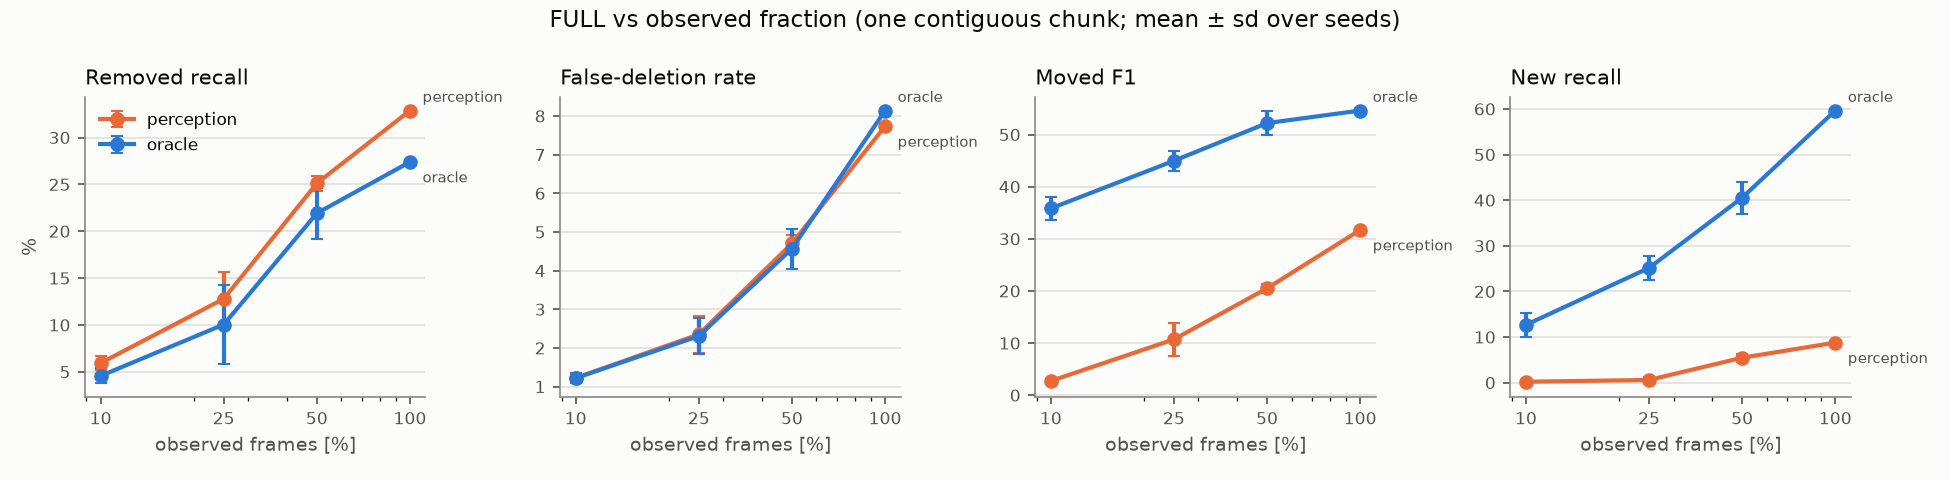 FULL vs observed fraction (one contiguous chunk; mean ± sd over seeds)
Removed recall
perception
oracle
perception
oracle
%
30
25
20
15
10
5
10
25
50
100
observed frames [%]
False-deletion rate
oracle
perception
8
7
6
5
4
3
2
1
10
25
50
100
observed frames [%]
Moved F1
oracle
perception
50
40
30
20
10
0
10
25
50
100
observed frames [%]
New recall
oracle
perception
60
50
40
30
20
10
0
10
25
50
100
observed frames [%]